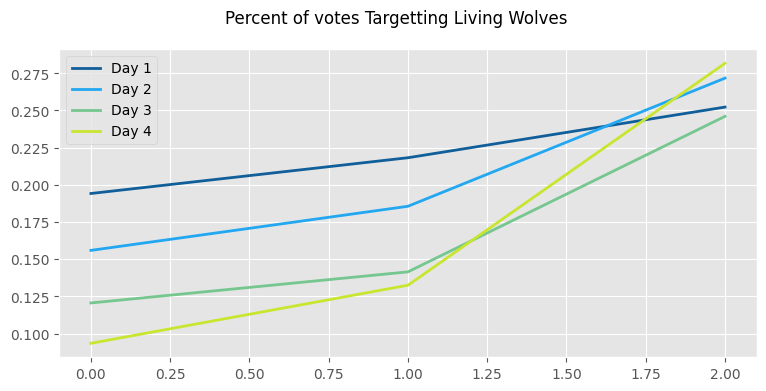 Percent of votes Targetting Living Wolves
Day 1
Day 2
Day 3
Day 4
0.275
0.250
0.225
0.200
0.175
0.150
0.125
0.100
0.00 0.25 0.50 0.75 1.00 1.25 1.50 1.75 2.00